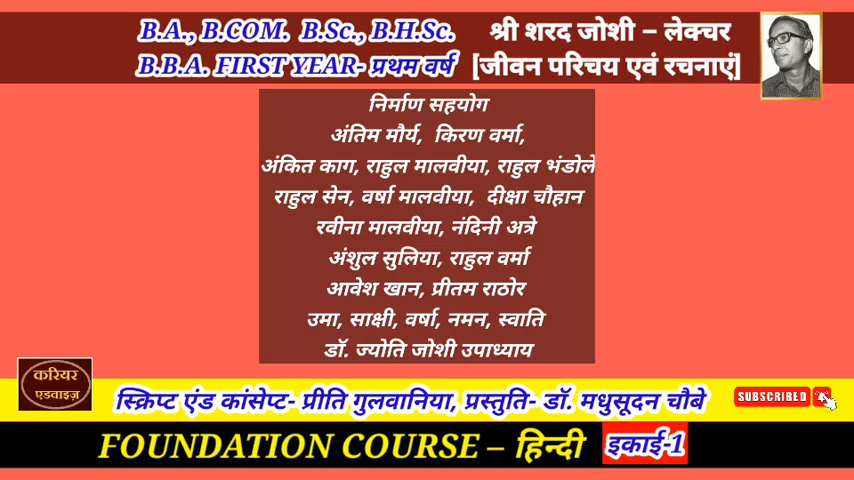 B.A., B.COM. B.Sc., B.H.Sc.
B.B.A. FIRST YEAR- प्रथम वर्ष
श्री शरद जोशी – लेक्चर
[जीवन परिचय एवं रचनाएं]
निर्माण सहयोग
अंतिम मौर्य, किरण वर्मा,
अंकित काग, राहुल मालवीया, राहुल भंडोले
राहुल सेन, वर्षा मालवीया, दीक्षा चौहान
रवीना मालवीया, नंदिनी अत्रे
अंशुल सुलिया, राहुल वर्मा
आवेश खान, प्रीतम राठोर
उमा, साक्षी, वर्षा, नमन, स्वाति
डॉ. ज्योति जोशी उपाध्याय
करियर
एडवाइज़
स्क्रिप्ट एंड कांसेप्ट- प्रीति गुलवानिया, प्रस्तुति- डॉ. मधुसूदन चौबे
SUBSCRIBED
FOUNDATION COURSE – हिन्दी इकाई-1